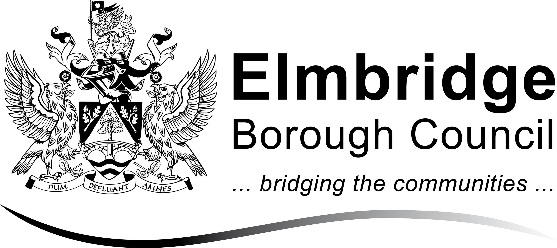 Elmbridge
Borough Council
... bridging the communities ...
DUM DEFLUANT AMNES